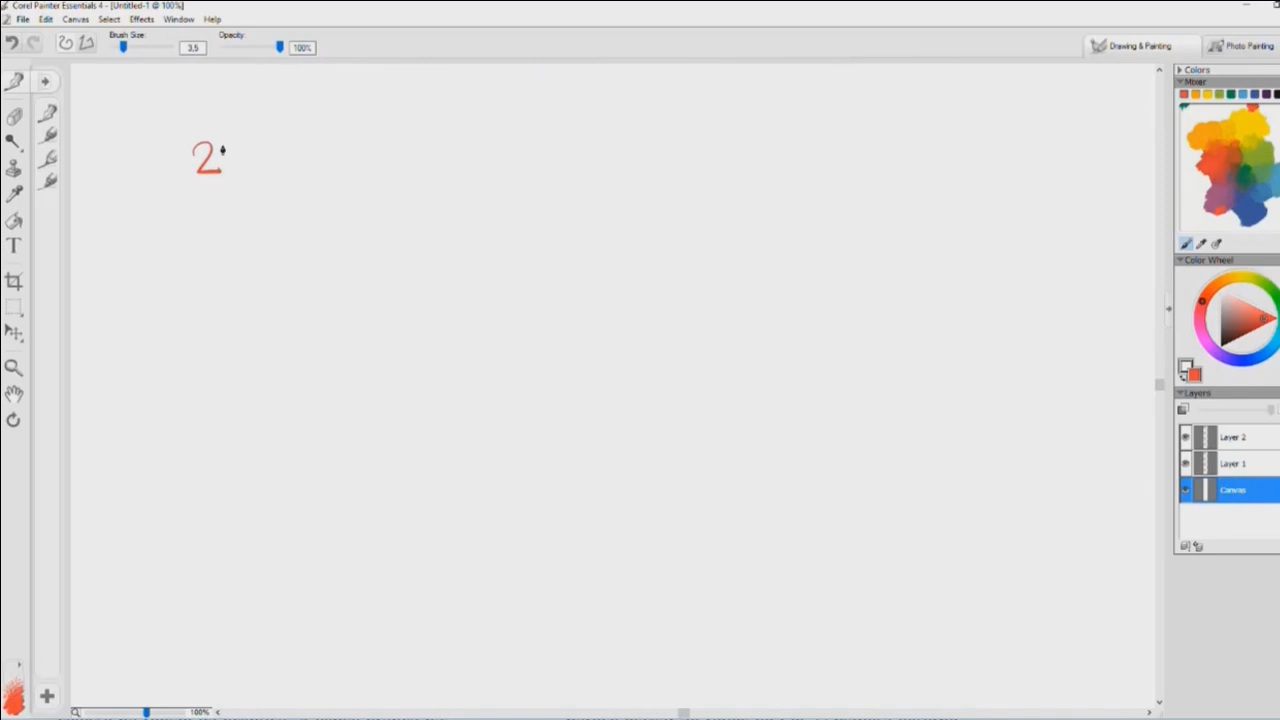 Corel Painter Essentials 4 - [Untitled-1 @ 100%]
File Edit Canvas Select Effects Window Help
Brush Size: 3.5 Opacity: 100%
Drawing & Painting Photo Painting
Colors
Mixer
2
Color Wheel
Layers
Layer 2
Layer 1
Canvas
100%